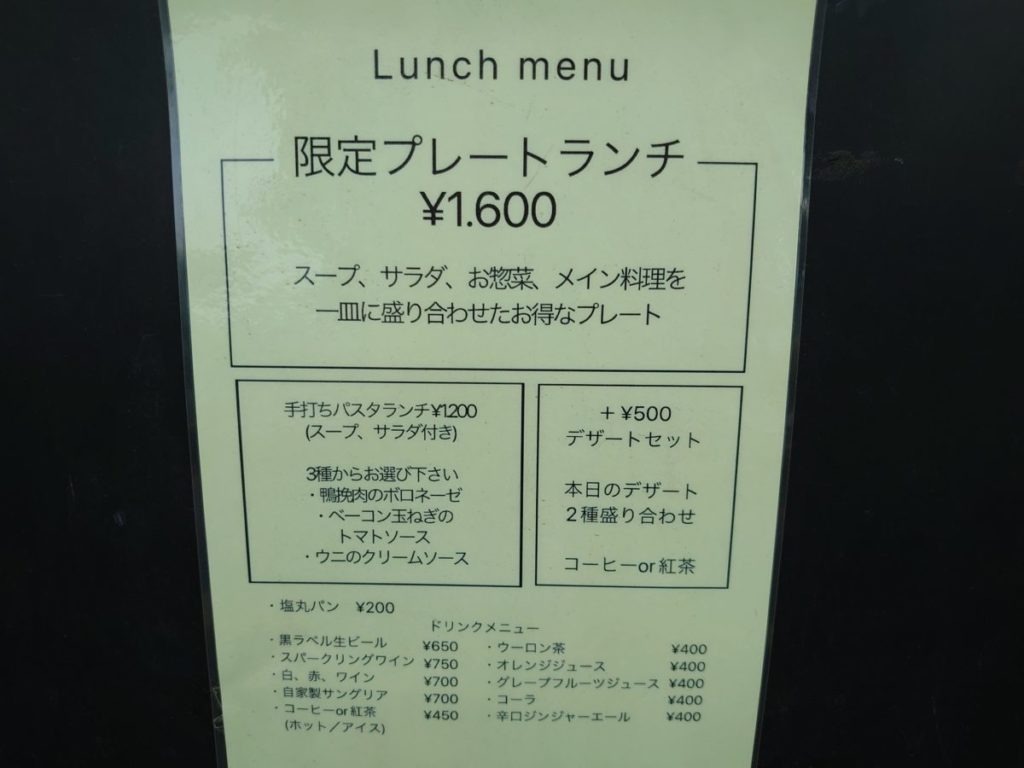 Lunch menu
限定プレートランチ
¥1.600
スープ、サラダ、お惣菜、メイン料理を
一皿に盛り合わせたお得なプレート
手打ちパスタランチ¥1200
(スープ、サラダ付き)
3種からお選び下さい
・鴨挽肉のボロネーゼ
・ベーコン玉ねぎの
トマトソース
・ウニのクリームソース
+¥500
デザートセット
本日のデザート
2種盛り合わせ
コーヒーor紅茶
・塩丸パン ¥200
ドリンクメニュー
・黒ラベル生ビール ¥650
・スパークリングワイン ¥750
・白、赤、ワイン ¥700
・自家製サングリア ¥700
・コーヒーor紅茶 ¥450
(ホット/アイス)
・ウーロン茶 ¥400
・オレンジジュース ¥400
・グレープフルーツジュース ¥400
・コーラ ¥400
・辛口ジンジャーエール ¥400